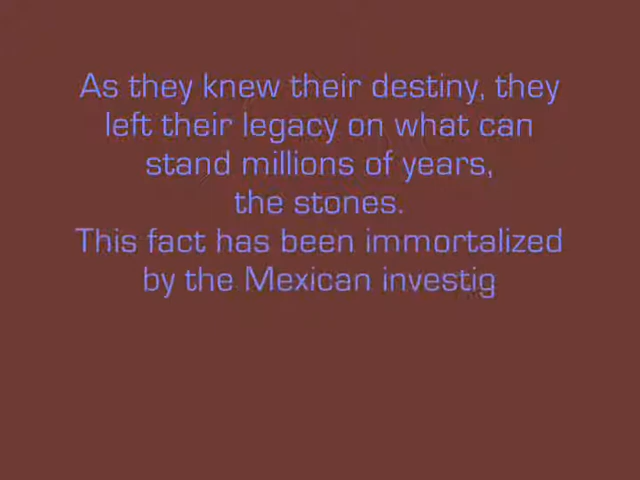 As they knew their destiny, they
left their legacy on what can
stand millions of years,
the stones.
This fact has been immortalized
by the Mexican investig